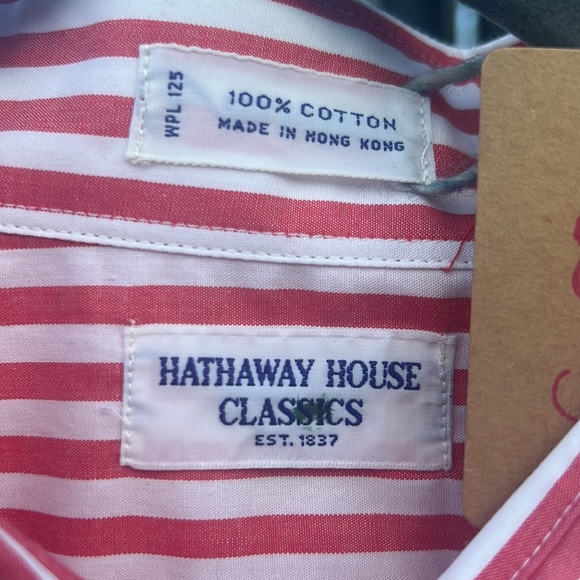 WPL 125
100% COTTON
MADE IN HONG KONG
HATHAWAY HOUSE
CLASSICS
EST. 1837